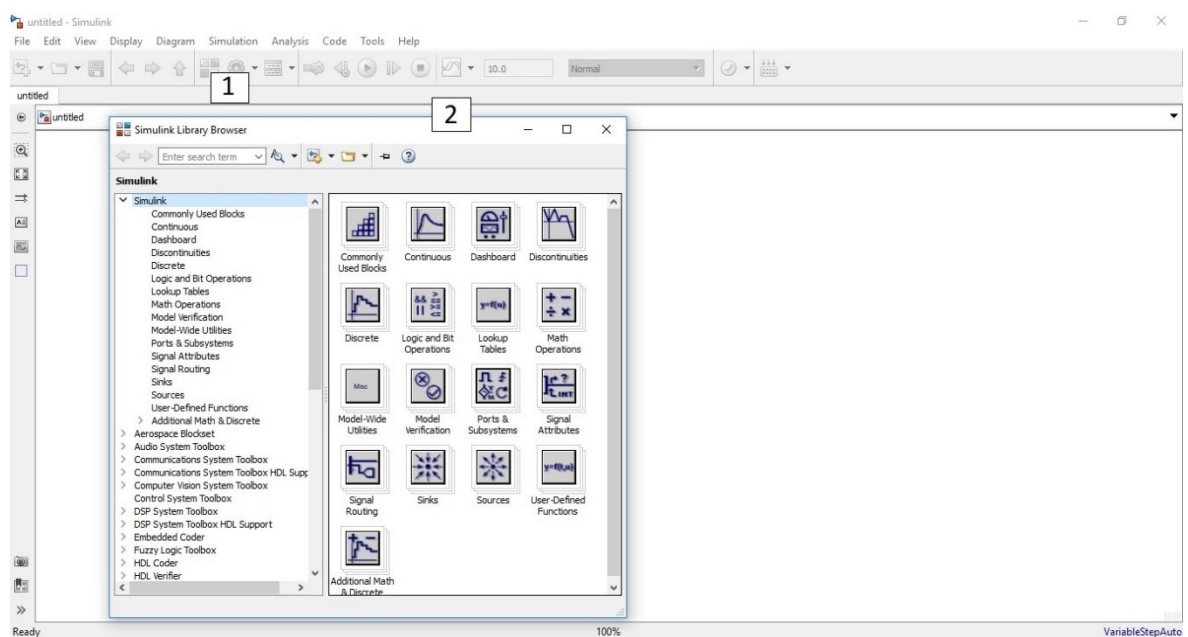 untitled - Simulink
File Edit View Display Diagram Simulation Analysis Code Tools Help
10.0 Normal
1
untitled
untitled
2
Simulink Library Browser
Enter search term
Simulink
Simulink
Commonly Used Blocks
Continuous
Dashboard
Discontinuities
Discrete
Logic and Bit Operations
Lookup Tables
Math Operations
Model Verification
Model-Wide Utilities
Ports & Subsystems
Signal Attributes
Signal Routing
Sinks
Sources
User-Defined Functions
Additional Math & Discrete
Aerospace Blockset
Audio System Toolbox
Communications System Toolbox
Communications System Toolbox HDL Supp
Computer Vision System Toolbox
Control System Toolbox
DSP System Toolbox
DSP System Toolbox HDL Support
Embedded Coder
Fuzzy Logic Toolbox
HDL Coder
HDL Verifier
Commonly
Used Blocks
Continuous
Dashboard
Discontinuities
Discrete
&& >=
|| <=
Logic and Bit
Operations
y=f(u)
Lookup
Tables
+ −
÷ ×
Math
Operations
Misc
Model-Wide
Utilities
Model
Verification
Ports &
Subsystems
? INT
Signal
Attributes
Signal
Routing
Sinks
Sources
y=f(t,u)
User-Defined
Functions
Additional Math
& Discrete
Ready 100% VariableStepAuto